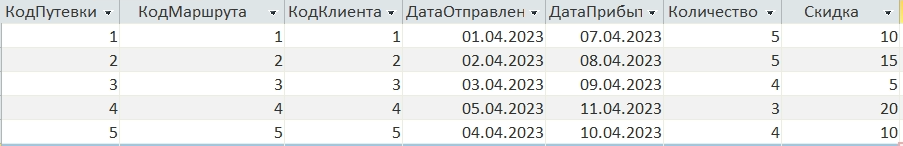 КодПутевки КодМаршрута КодКлиента ДатаОтправлен ДатаПрибыт Количество Скидка
1 1 1 01.04.2023 07.04.2023 5 10
2 2 2 02.04.2023 08.04.2023 5 15
3 3 3 03.04.2023 09.04.2023 4 5
4 4 4 05.04.2023 11.04.2023 3 20
5 5 5 04.04.2023 10.04.2023 4 10